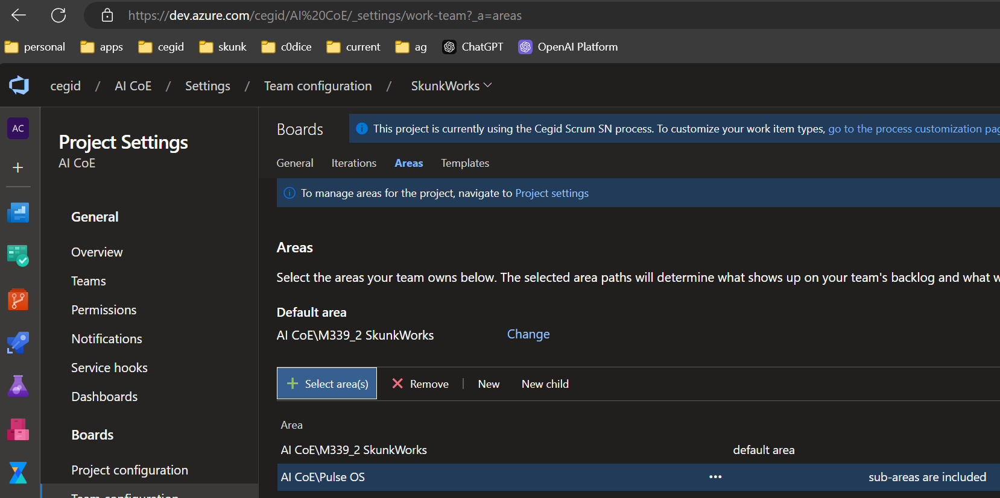 https://dev.azure.com/cegid/AI%20CoE/_settings/work-team?_a=areas
personal apps cegid skunk c0dice current ag ChatGPT OpenAI Platform
cegid / AI CoE / Settings / Team configuration / SkunkWorks
AC
Project Settings
AI CoE
General
Overview
Teams
Permissions
Notifications
Service hooks
Dashboards
Boards
Project configuration
Team configuration
Boards
This project is currently using the Cegid Scrum SN process. To customize your work item types, go to the process customization pag
General Iterations Areas Templates
To manage areas for the project, navigate to Project settings
Areas
Select the areas your team owns below. The selected area paths will determine what shows up on your team's backlog and what w
Default area
AI CoE\M339_2 SkunkWorks Change
Select area(s) Remove | New New child
Area
AI CoE\M339_2 SkunkWorks default area
AI CoE\Pulse OS ••• sub-areas are included